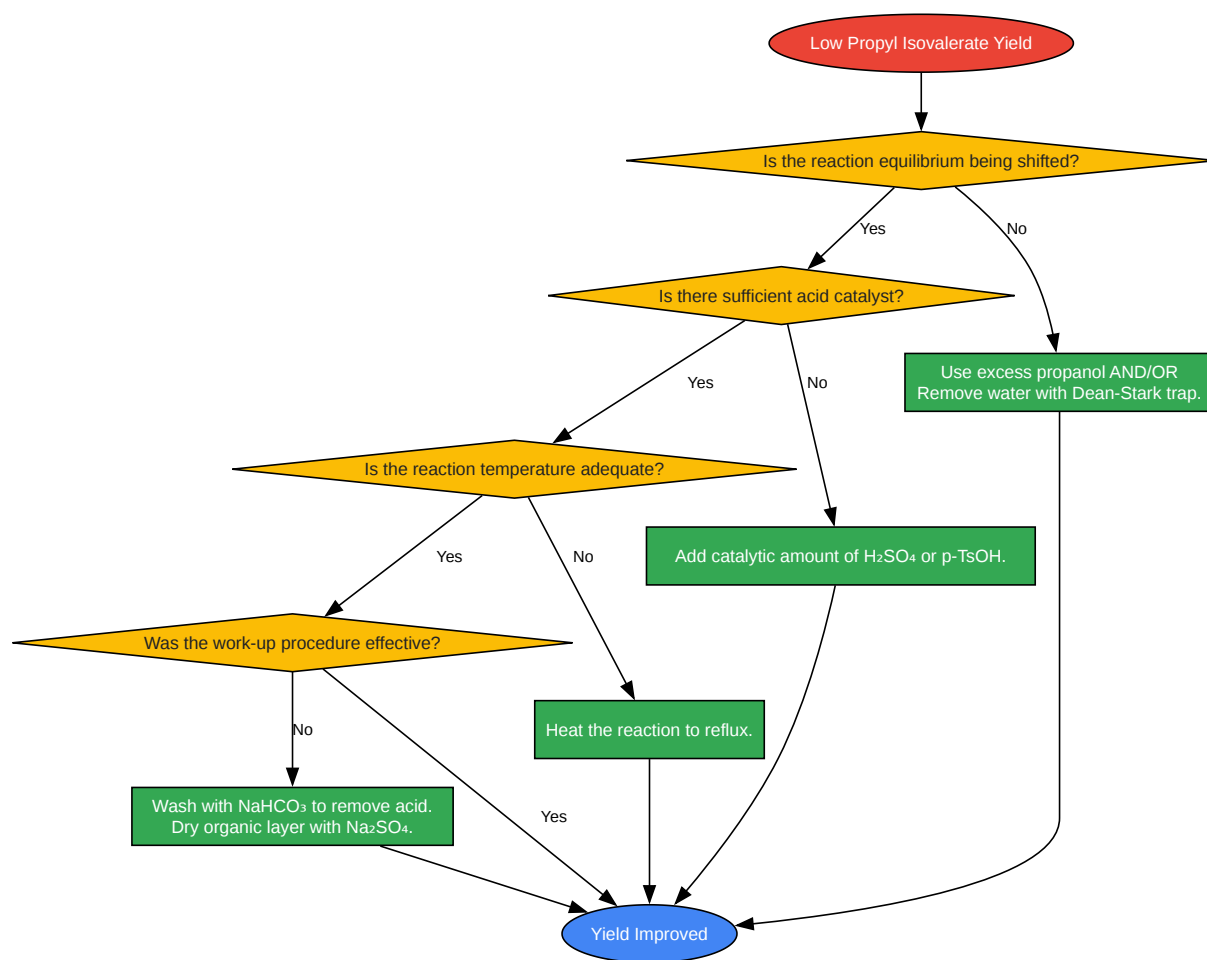 Low Propyl Isovalerate Yield
Is the reaction equilibrium being shifted?
Yes
No
Is there sufficient acid catalyst?
Yes
No
Use excess propanol AND/OR
Remove water with Dean-Stark trap.
Is the reaction temperature adequate?
Yes
No
Add catalytic amount of H₂SO₄ or p-TsOH.
Was the work-up procedure effective?
No
Yes
Heat the reaction to reflux.
Wash with NaHCO₃ to remove acid.
Dry organic layer with Na₂SO₄.
Yield Improved